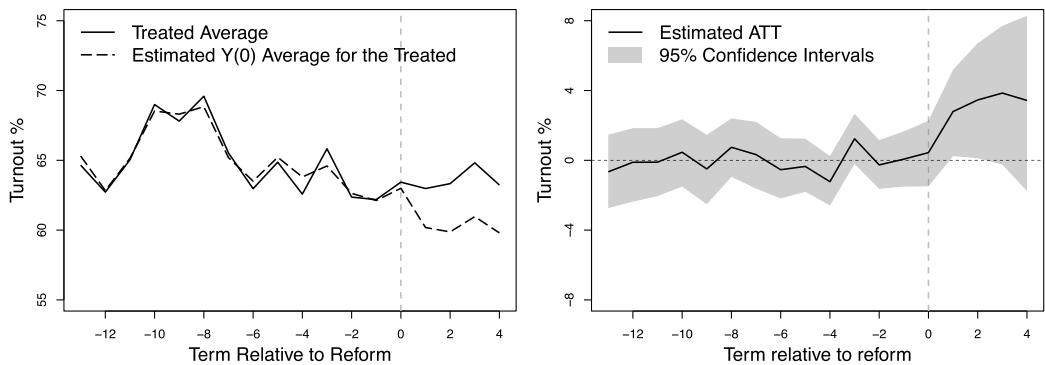 Treated Average
Estimated Y(0) Average for the Treated
Turnout %
75
70
65
60
55
−12 −10 −8 −6 −4 −2 0 2 4
Term Relative to Reform
Estimated ATT
95% Confidence Intervals
Turnout %
8
4
0
−4
−8
−12 −10 −8 −6 −4 −2 0 2 4
Term relative to reform